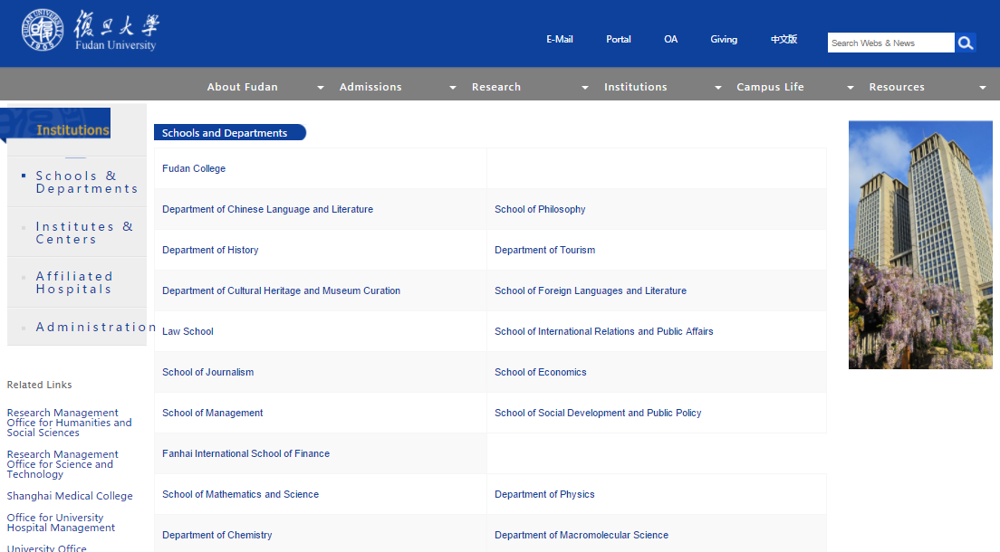 復旦大學
Fudan University
E-Mail
Portal
OA
Giving
中文版
Search Webs & News
About Fudan
Admissions
Research
Institutions
Campus Life
Resources
Institutions
Schools &
Departments
Institutes &
Centers
Affiliated
Hospitals
Administration
Related Links
Research Management
Office for Humanities and
Social Sciences
Research Management
Office for Science and
Technology
Shanghai Medical College
Office for University
Hospital Management
University Office
Schools and Departments
Fudan College
Department of Chinese Language and Literature
School of Philosophy
Department of History
Department of Tourism
Department of Cultural Heritage and Museum Curation
School of Foreign Languages and Literature
Law School
School of International Relations and Public Affairs
School of Journalism
School of Economics
School of Management
School of Social Development and Public Policy
Fanhai International School of Finance
School of Mathematics and Science
Department of Physics
Department of Chemistry
Department of Macromolecular Science